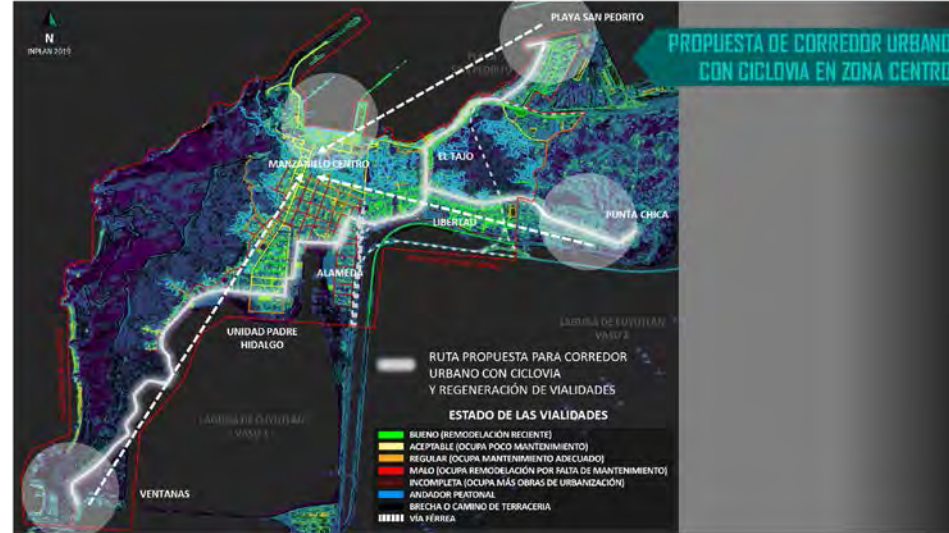 N
INPLAN 2019
PLAYA SAN PEDRITO
PROPUESTA DE CORREDOR URBANO
CON CICLOVIA EN ZONA CENTRO
MANZANILLO CENTRO
EL TAJO
PUNTA CHICA
LIBERTAD
ALAMEDA
UNIDAD PADRE
HIDALGO
LAGUNA DE CUYUTLÁN
VASO 2
LAGUNA DE CUYUTLÁN
VASO 1
VENTANAS
RUTA PROPUESTA PARA CORREDOR
URBANO CON CICLOVIA
Y REGENERACIÓN DE VIALIDADES
ESTADO DE LAS VIALIDADES
BUENO (REMODELACIÓN RECIENTE)
ACEPTABLE (OCUPA POCO MANTENIMIENTO)
REGULAR (OCUPA MANTENIMIENTO ADECUADO)
MALO (OCUPA REMODELACIÓN POR FALTA DE MANTENIMIENTO)
INCOMPLETA (OCUPA MÁS OBRAS DE URBANIZACIÓN)
ANDADOR PEATONAL
BRECHA O CAMINO DE TERRACERIA
VÍA FÉRREA